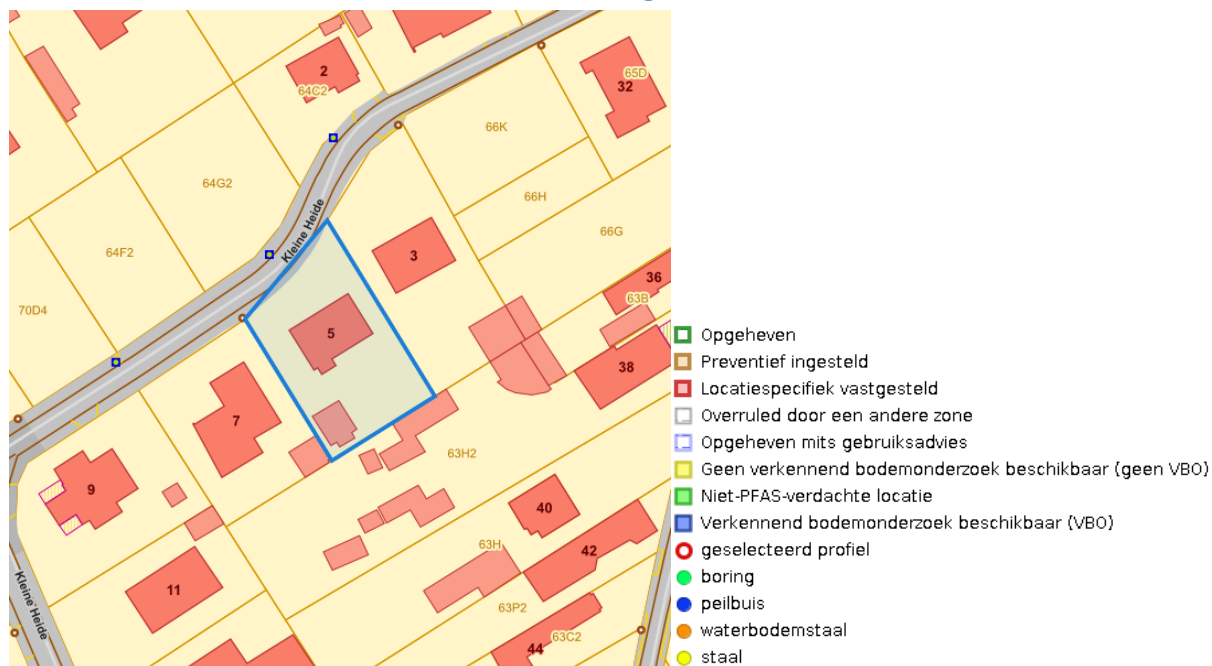 2
64C2
65D
32
66K
64G2
66H
Kleine Heide
66G
64F2
3
36
63B
70D4
5
38
7
63H2
9
40
63H
42
11
63P2
Kleine Heide
63C2
44
Opgeheven
Preventief ingesteld
Locatiespecifiek vastgesteld
Overruled door een andere zone
Opgeheven mits gebruiksadvies
Geen verkennend bodemonderzoek beschikbaar (geen VBO)
Niet-PFAS-verdachte locatie
Verkennend bodemonderzoek beschikbaar (VBO)
geselecteerd profiel
boring
peilbuis
waterbodemstaal
staal